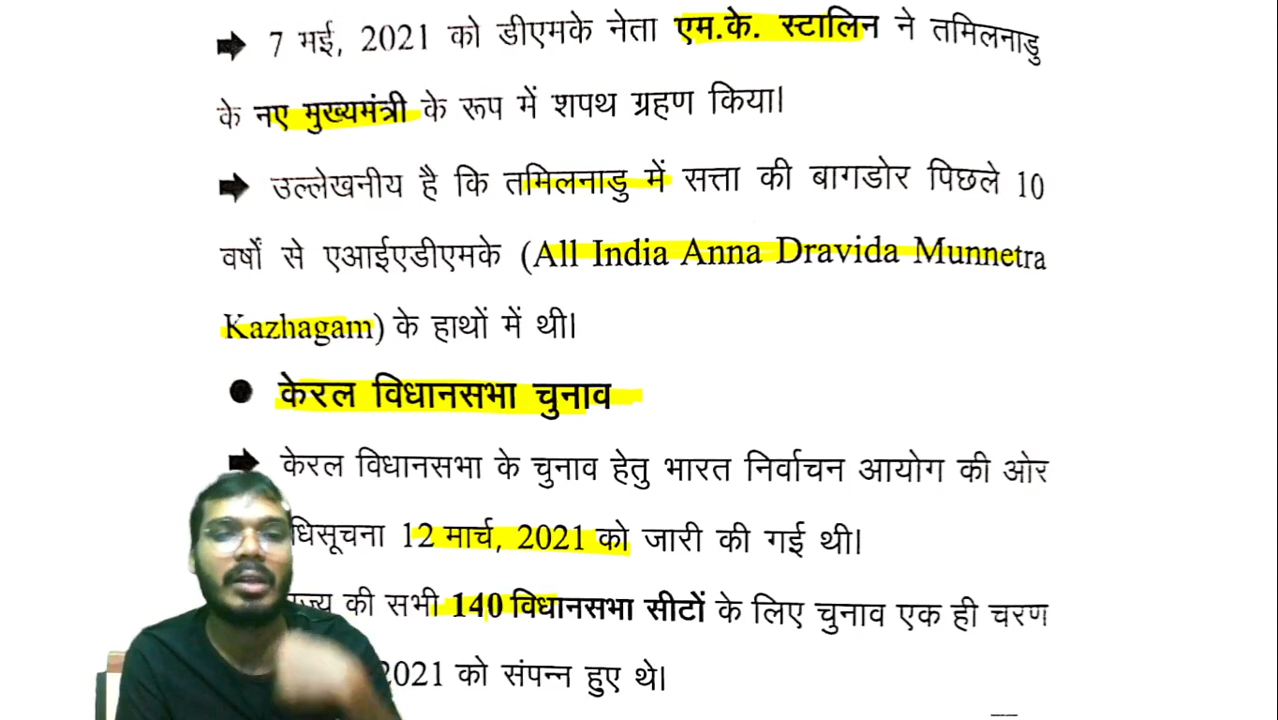 7 मई, 2021 को डीएमके नेता एम.के. स्टालिन ने तमिलनाडु
के नए मुख्यमंत्री के रूप में शपथ ग्रहण किया।
उल्लेखनीय है कि तमिलनाडु में सत्ता की बागडोर पिछले 10
वर्षों से एआईएडीएमके (All India Anna Dravida Munnetra
Kazhagam) के हाथों में थी।
● केरल विधानसभा चुनाव
केरल विधानसभा के चुनाव हेतु भारत निर्वाचन आयोग की ओर
12 मार्च, 2021 को जारी की गई थी।
की सभी 140 विधानसभा सीटों के लिए चुनाव एक ही चरण
2021 को संपन्न हुए थे।